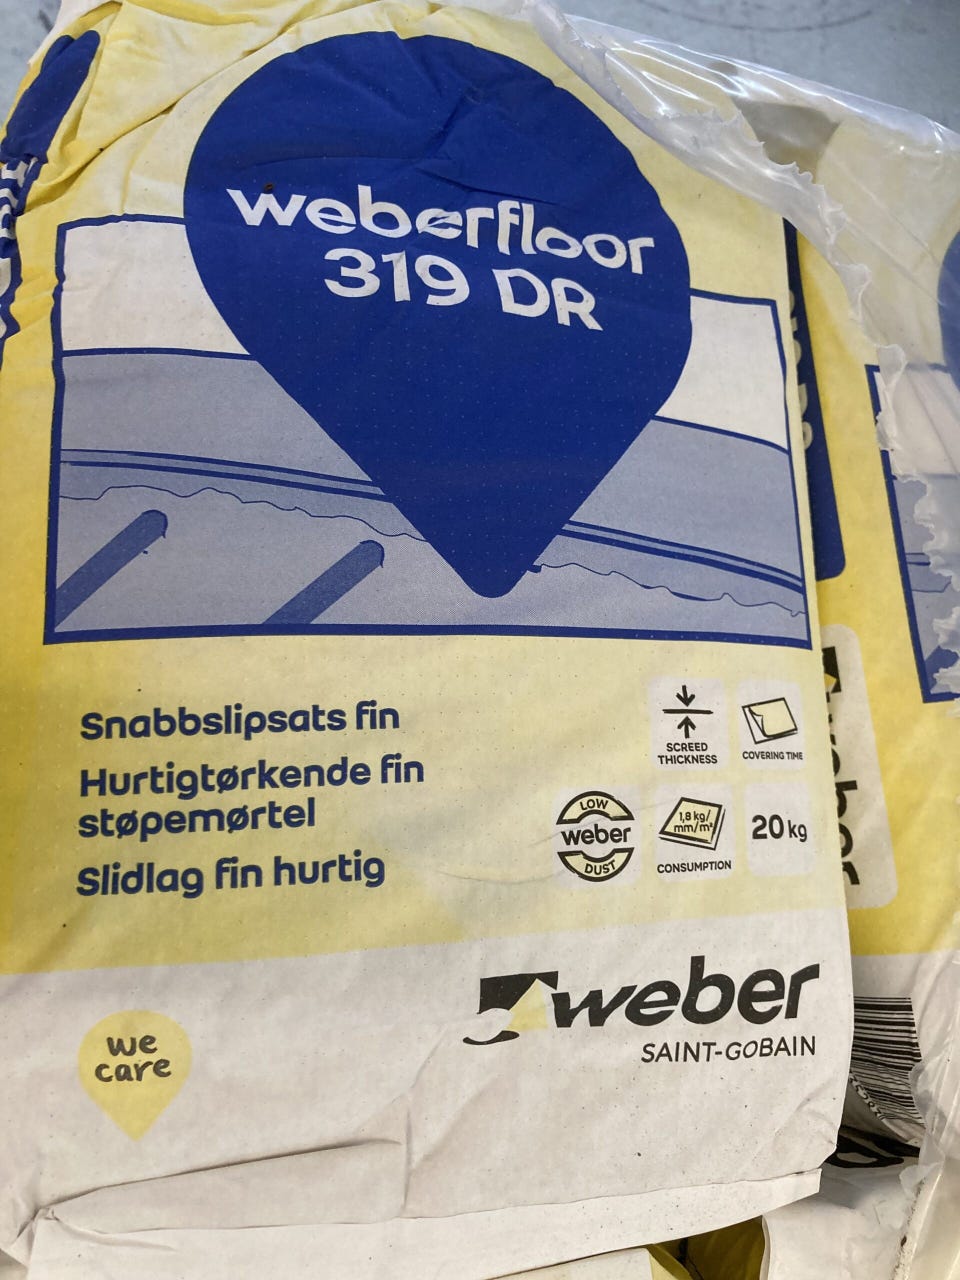 weberfloor
319 DR
Snabbslipsats fin
Hurtigtørkende fin
støpemørtel
Slidlag fin hurtig
SCREED
THICKNESS
COVERING TIME
LOW
weber
DUST
1,8 kg/
mm/m²
CONSUMPTION
20 kg
we
care
weber
SAINT-GOBAIN
weber